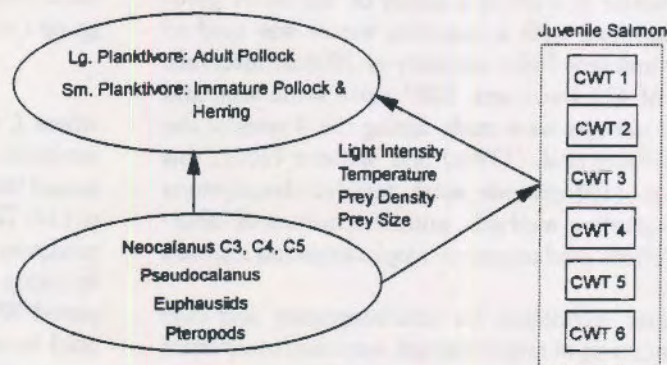 Lg. Planktivore: Adult Pollock
Sm. Planktivore: Immature Pollock &
Herring
Light Intensity
Temperature
Prey Density
Prey Size
Neocalanus C3, C4, C5
Pseudocalanus
Euphausiids
Pteropods
Juvenile Salmon
CWT 1
CWT 2
CWT 3
CWT 4
CWT 5
CWT 6